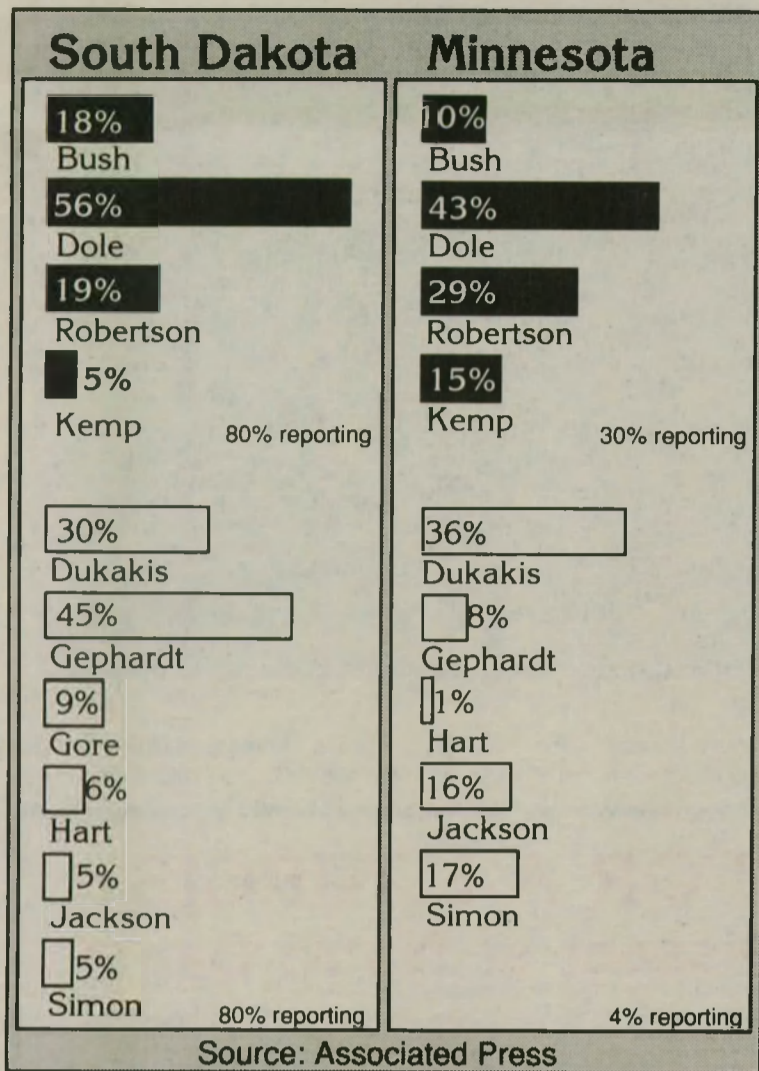 South Dakota
18%
Bush
56%
Dole
19%
Robertson
5%
Kemp
80% reporting
30%
Dukakis
45%
Gephardt
9%
Gore
6%
Hart
5%
Jackson
5%
Simon
80% reporting
Minnesota
10%
Bush
43%
Dole
29%
Robertson
15%
Kemp
30% reporting
36%
Dukakis
8%
Gephardt
1%
Hart
16%
Jackson
17%
Simon
4% reporting
Source: Associated Press